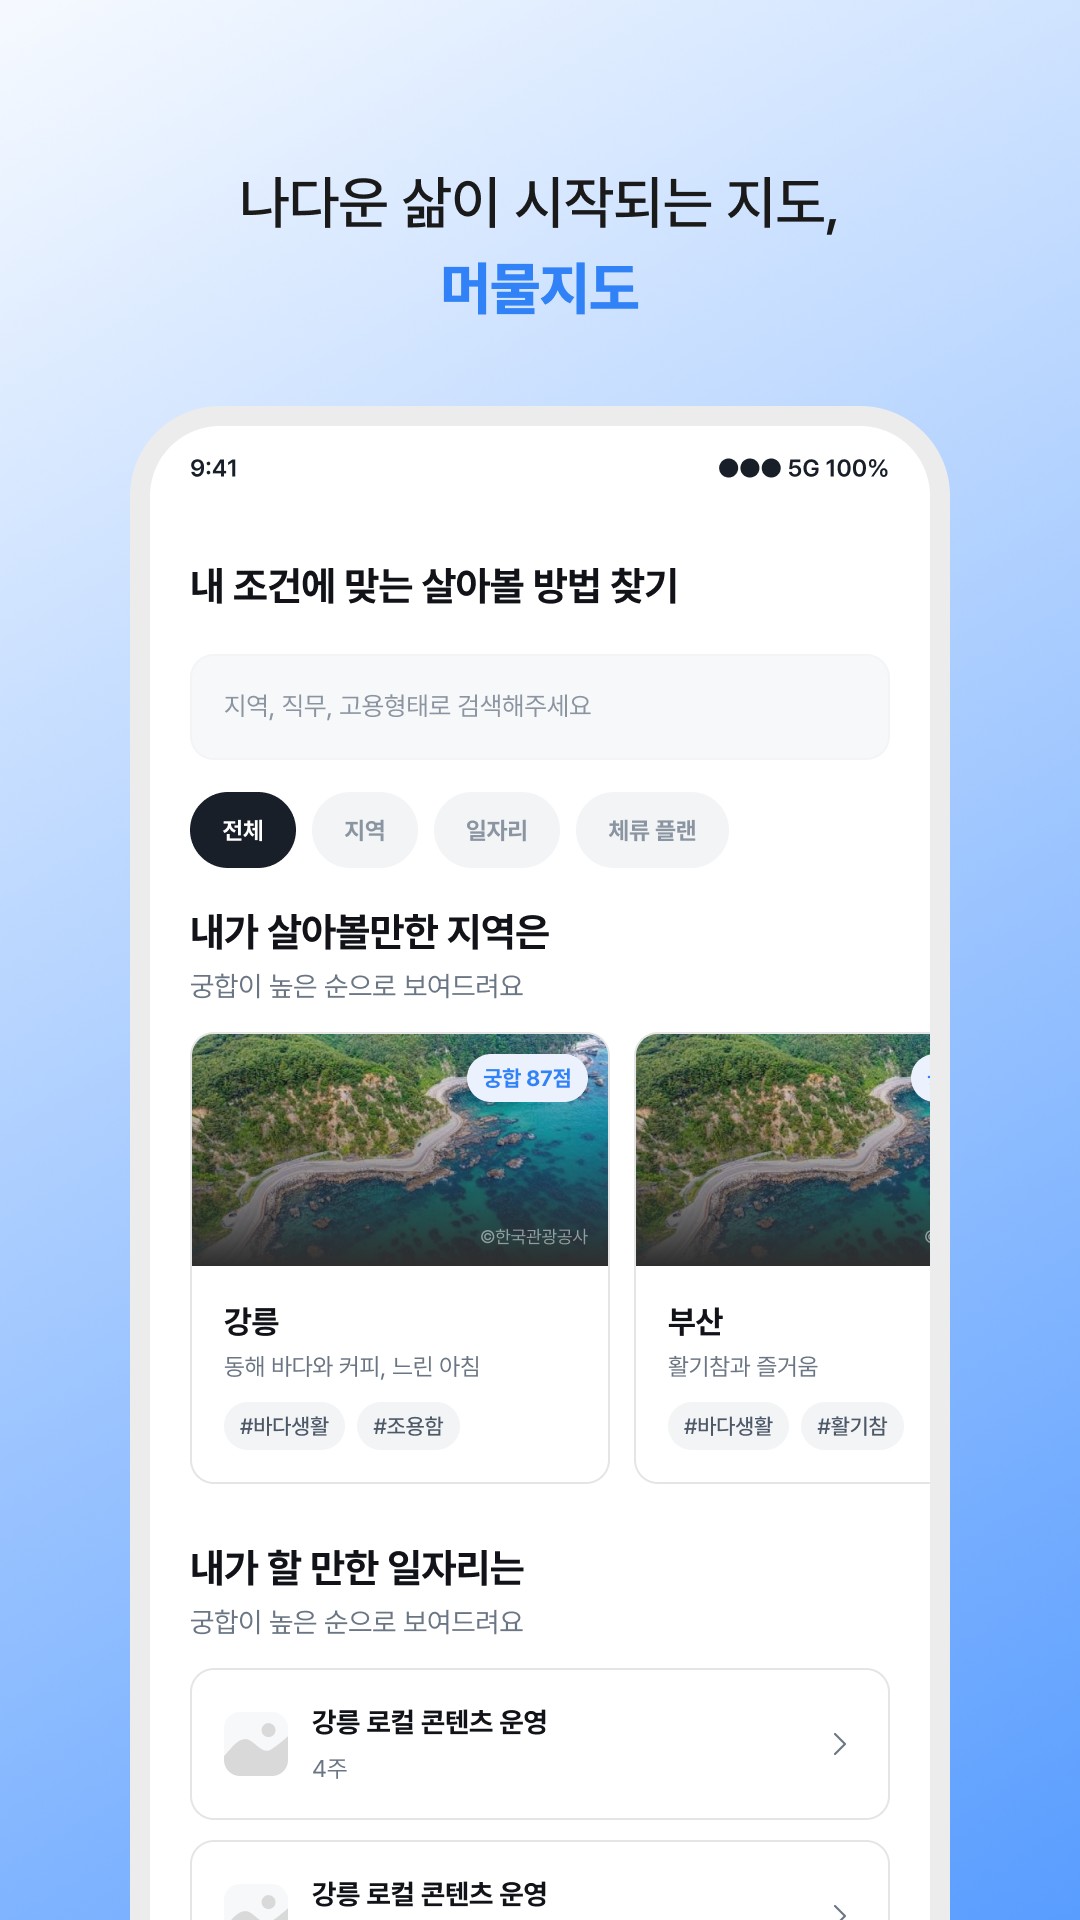 나다운 삶이 시작되는 지도,
머물지도
9:41
5G 100%
내 조건에 맞는 살아볼 방법 찾기
지역, 직무, 고용형태로 검색해주세요
전체
지역
일자리
체류 플랜
내가 살아볼만한 지역은
궁합이 높은 순으로 보여드려요
궁합 87점
©한국관광공사
강릉
동해 바다와 커피, 느린 아침
#바다생활
#조용함
부산
활기참과 즐거움
#바다생활
#활기참
내가 할 만한 일자리는
궁합이 높은 순으로 보여드려요
강릉 로컬 콘텐츠 운영
4주
강릉 로컬 콘텐츠 운영